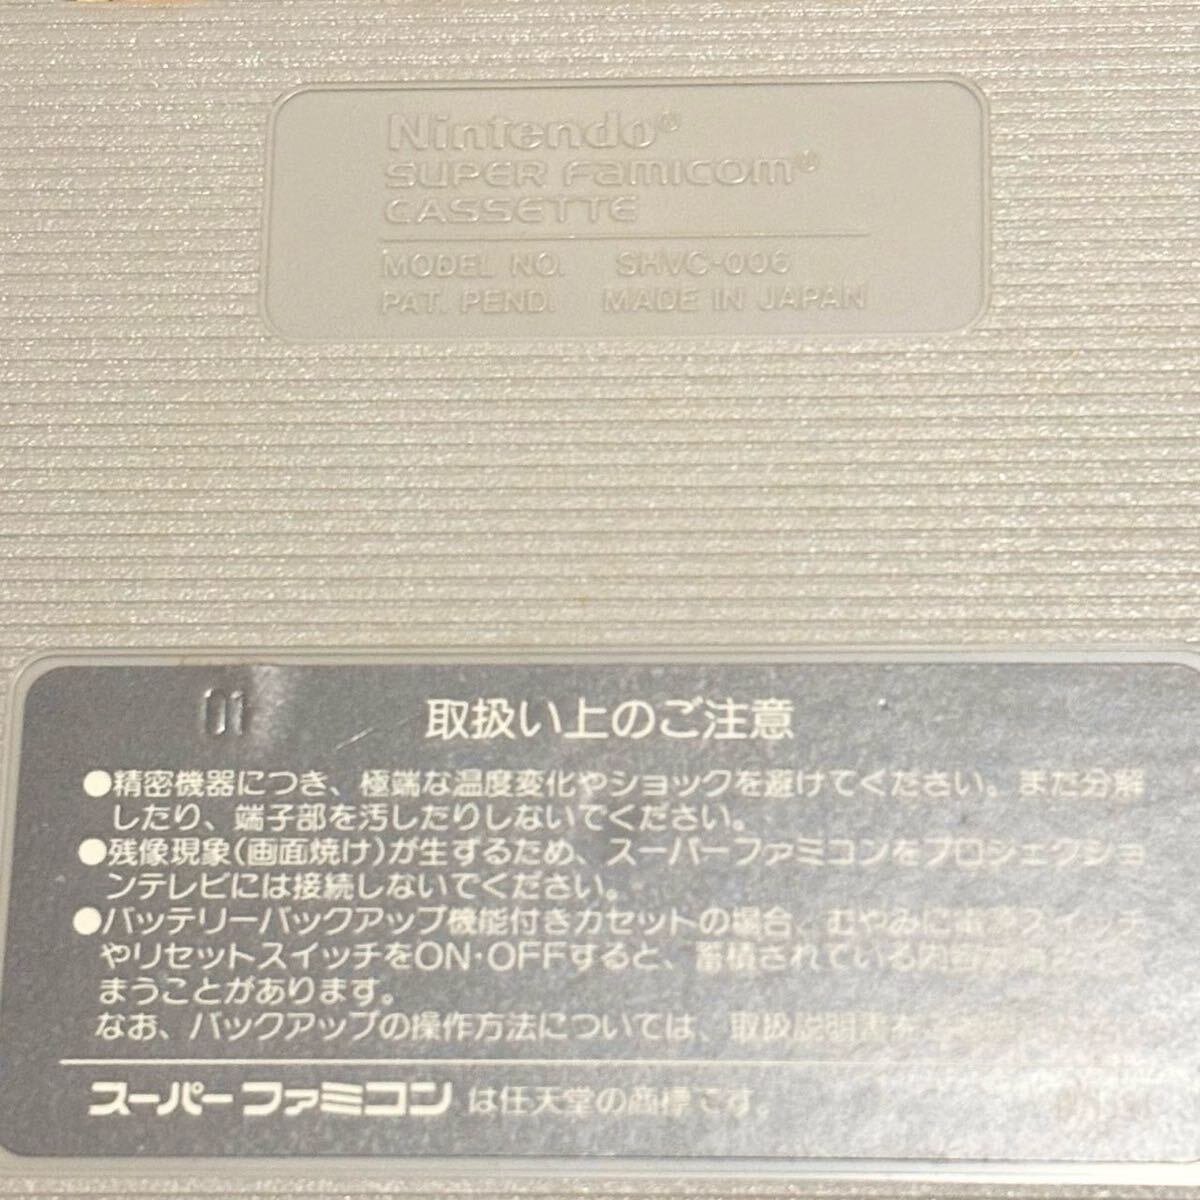 Nintendo®
SUPER FAMICOM®
CASSETTE
MODEL NO. SHVC-006
PAT. PEND. MADE IN JAPAN
01
取扱い上のご注意
●精密機器につき、極端な温度変化やショックを避けてください。また分解
したり、端子部を汚したりしないでください。
●残像現象(画面焼け)が生ずるため、スーパーファミコンをプロジェクショ
ンテレビには接続しないでください。
●バッテリーバックアップ機能付きカセットの場合、むやみに電源スイッチ
やリセットスイッチをON・OFFすると、蓄積されている内容
まうことがあります。
なお、バックアップの操作方法については、取扱説明書
スーパーファミコン は任天堂の商標です。